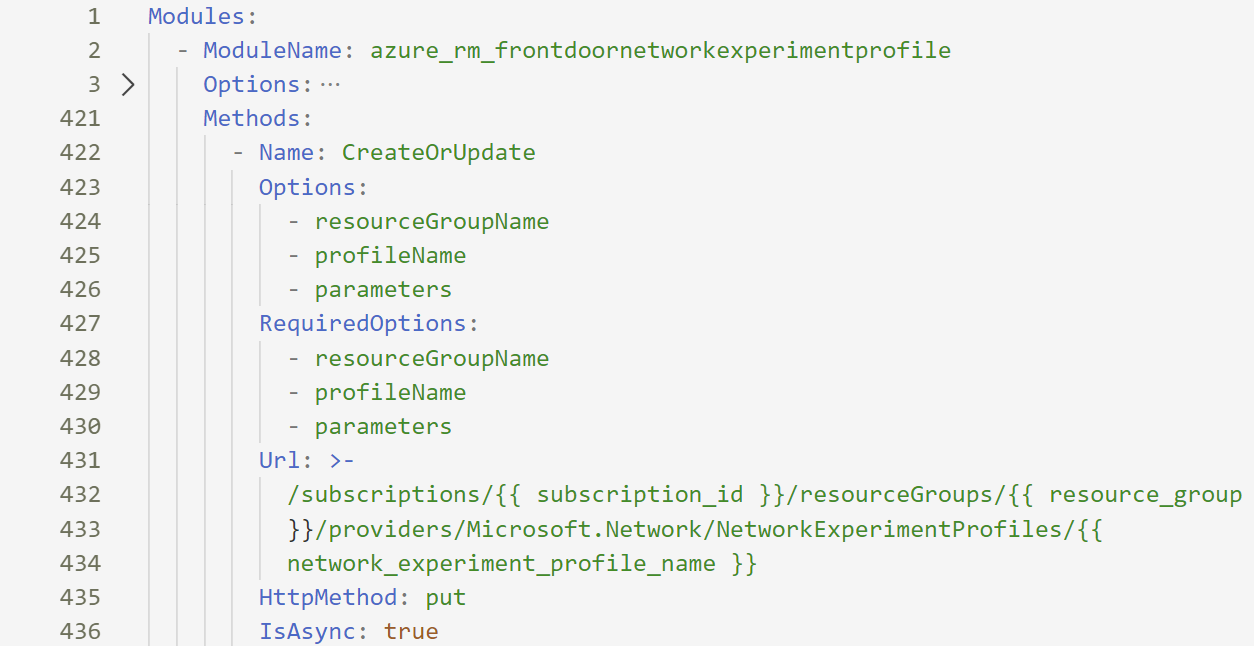 1 Modules:
2 - ModuleName: azure_rm_frontdoornetworkexperimentprofile
3 > Options: ···
421 Methods:
422 - Name: CreateOrUpdate
423 Options:
424 - resourceGroupName
425 - profileName
426 - parameters
427 RequiredOptions:
428 - resourceGroupName
429 - profileName
430 - parameters
431 Url: >-
432 /subscriptions/{{ subscription_id }}/resourceGroups/{{ resource_group
433 }}/providers/Microsoft.Network/NetworkExperimentProfiles/{{
434 network_experiment_profile_name }}
435 HttpMethod: put
436 IsAsync: true